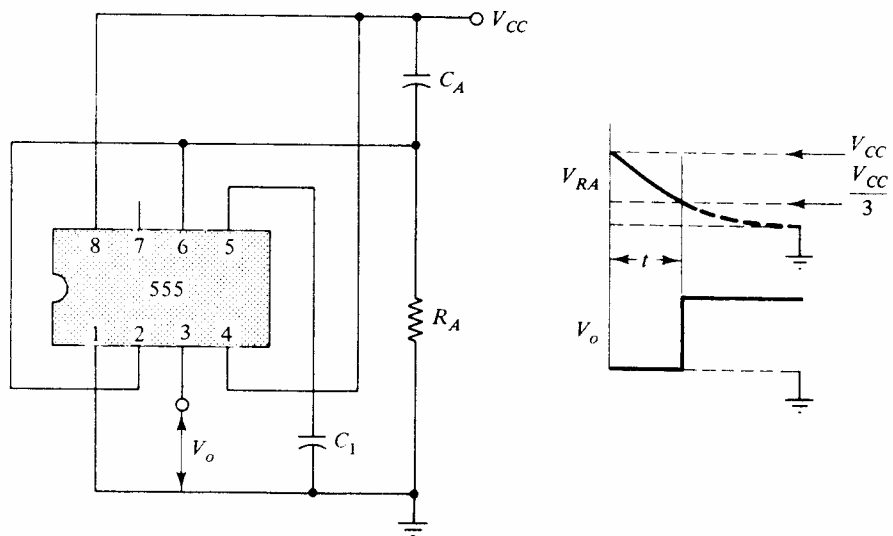 V_CC
C_A
8 7 6 5
555
1 2 3 4
V_o
C_1
R_A
V_RA
V_CC
V_CC
3
t
V_o